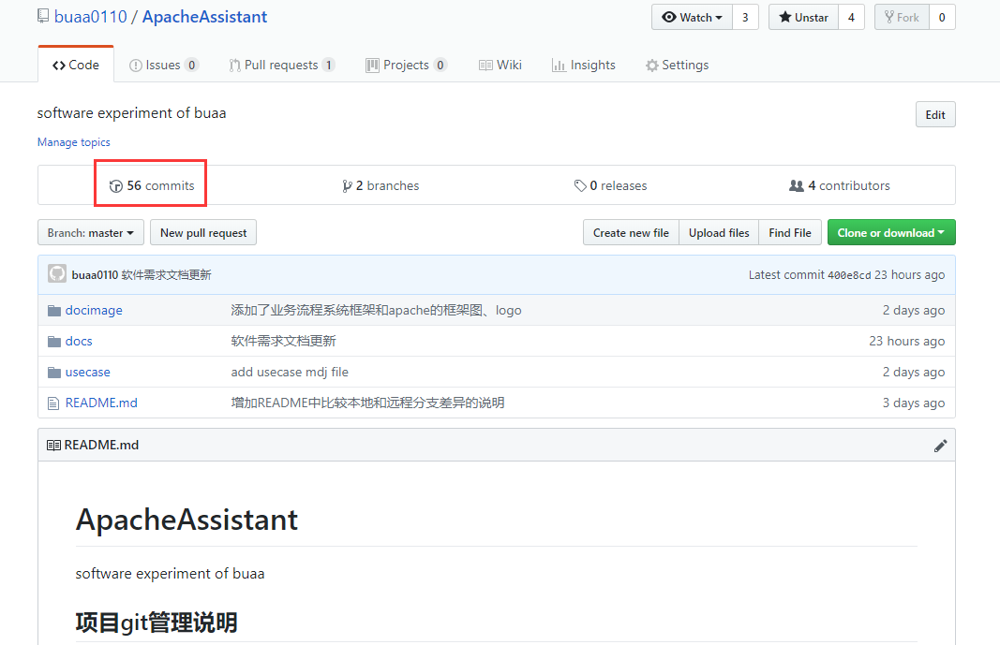 buaa0110 / ApacheAssistant Watch 3 Unstar 4 Fork 0
Code Issues 0 Pull requests 1 Projects 0 Wiki Insights Settings
software experiment of buaa Edit
Manage topics
56 commits 2 branches 0 releases 4 contributors
Branch: master New pull request Create new file Upload files Find File Clone or download
buaa0110 软件需求文档更新 Latest commit 400e8cd 23 hours ago
docimage 添加了业务流程系统框架和apache的框架图、logo 2 days ago
docs 软件需求文档更新 23 hours ago
usecase add usecase mdj file 2 days ago
README.md 增加README中比较本地和远程分支差异的说明 3 days ago
README.md
ApacheAssistant
software experiment of buaa
项目git管理说明